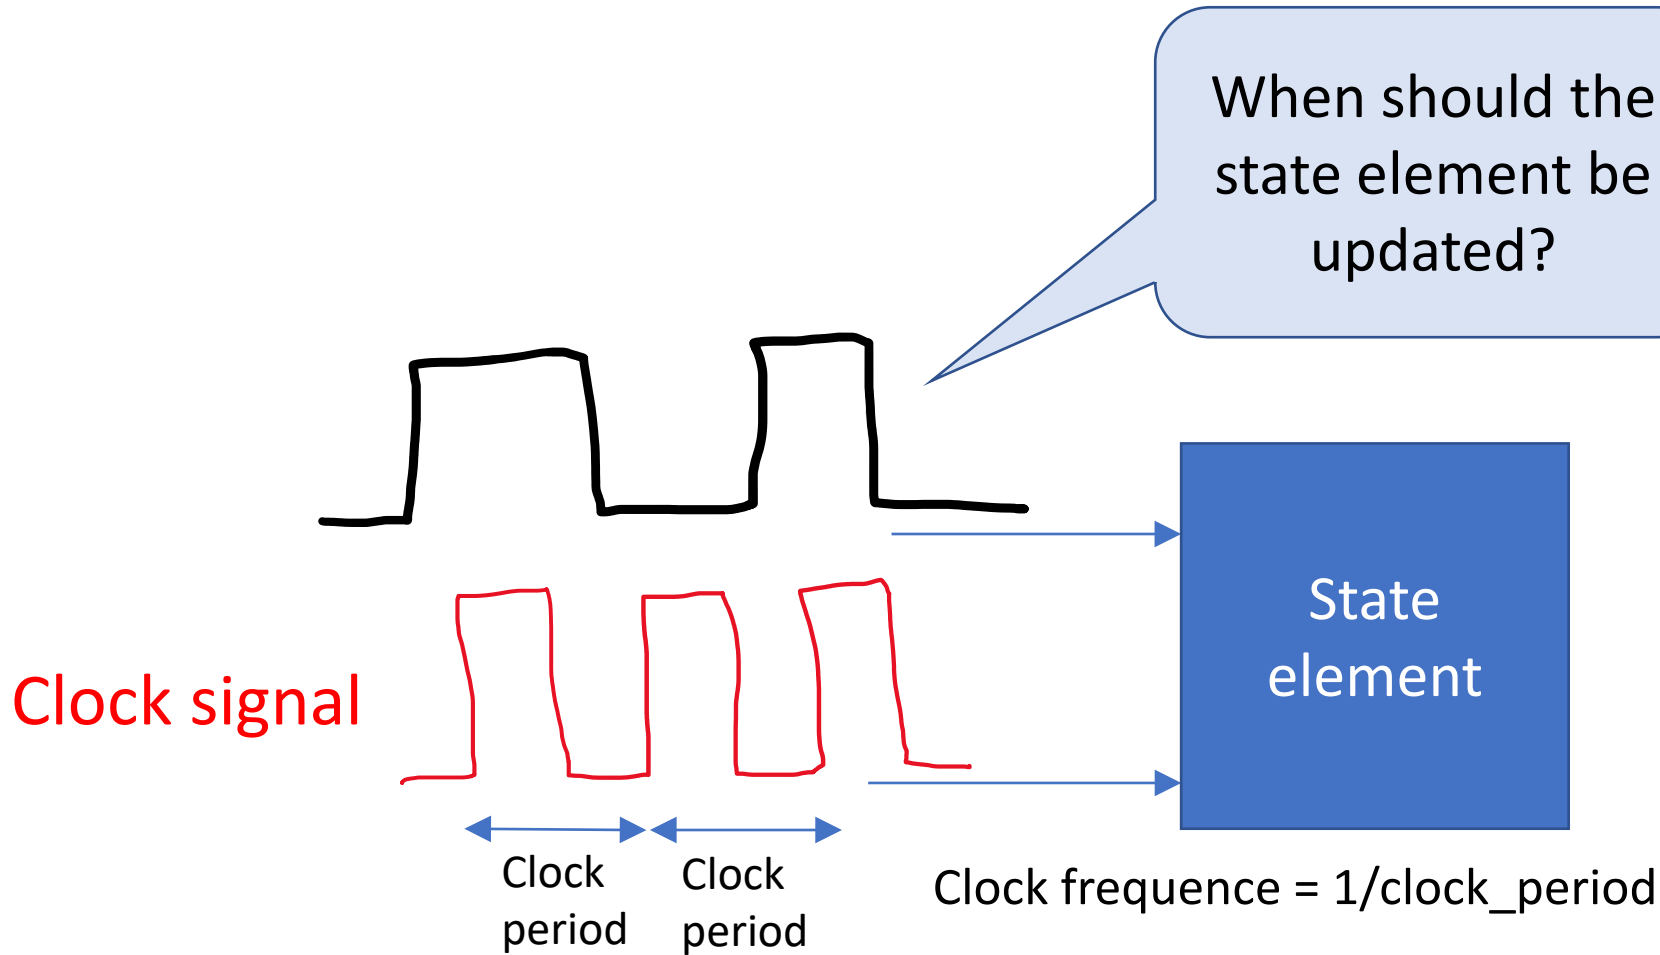 When should the
state element be
updated?
State
element
Clock signal
Clock
period
Clock
period
Clock frequence = 1/clock_period